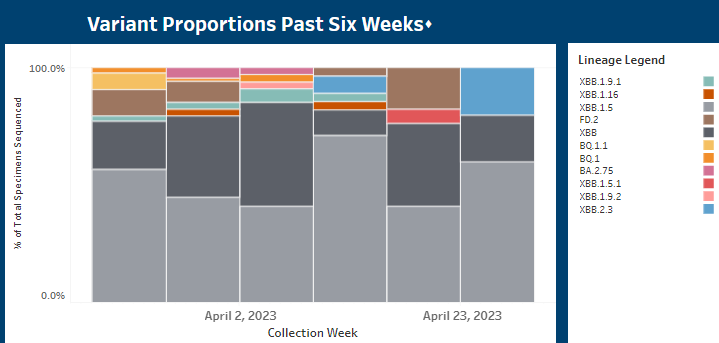 Variant Proportions Past Six Weeks♦
Lineage Legend
100.0%
0.0%
% of Total Specimens Sequenced
April 2, 2023
April 23, 2023
Collection Week
XBB.1.9.1
XBB.1.16
XBB.1.5
FD.2
XBB
BQ.1.1
BQ.1
BA.2.75
XBB.1.5.1
XBB.1.9.2
XBB.2.3